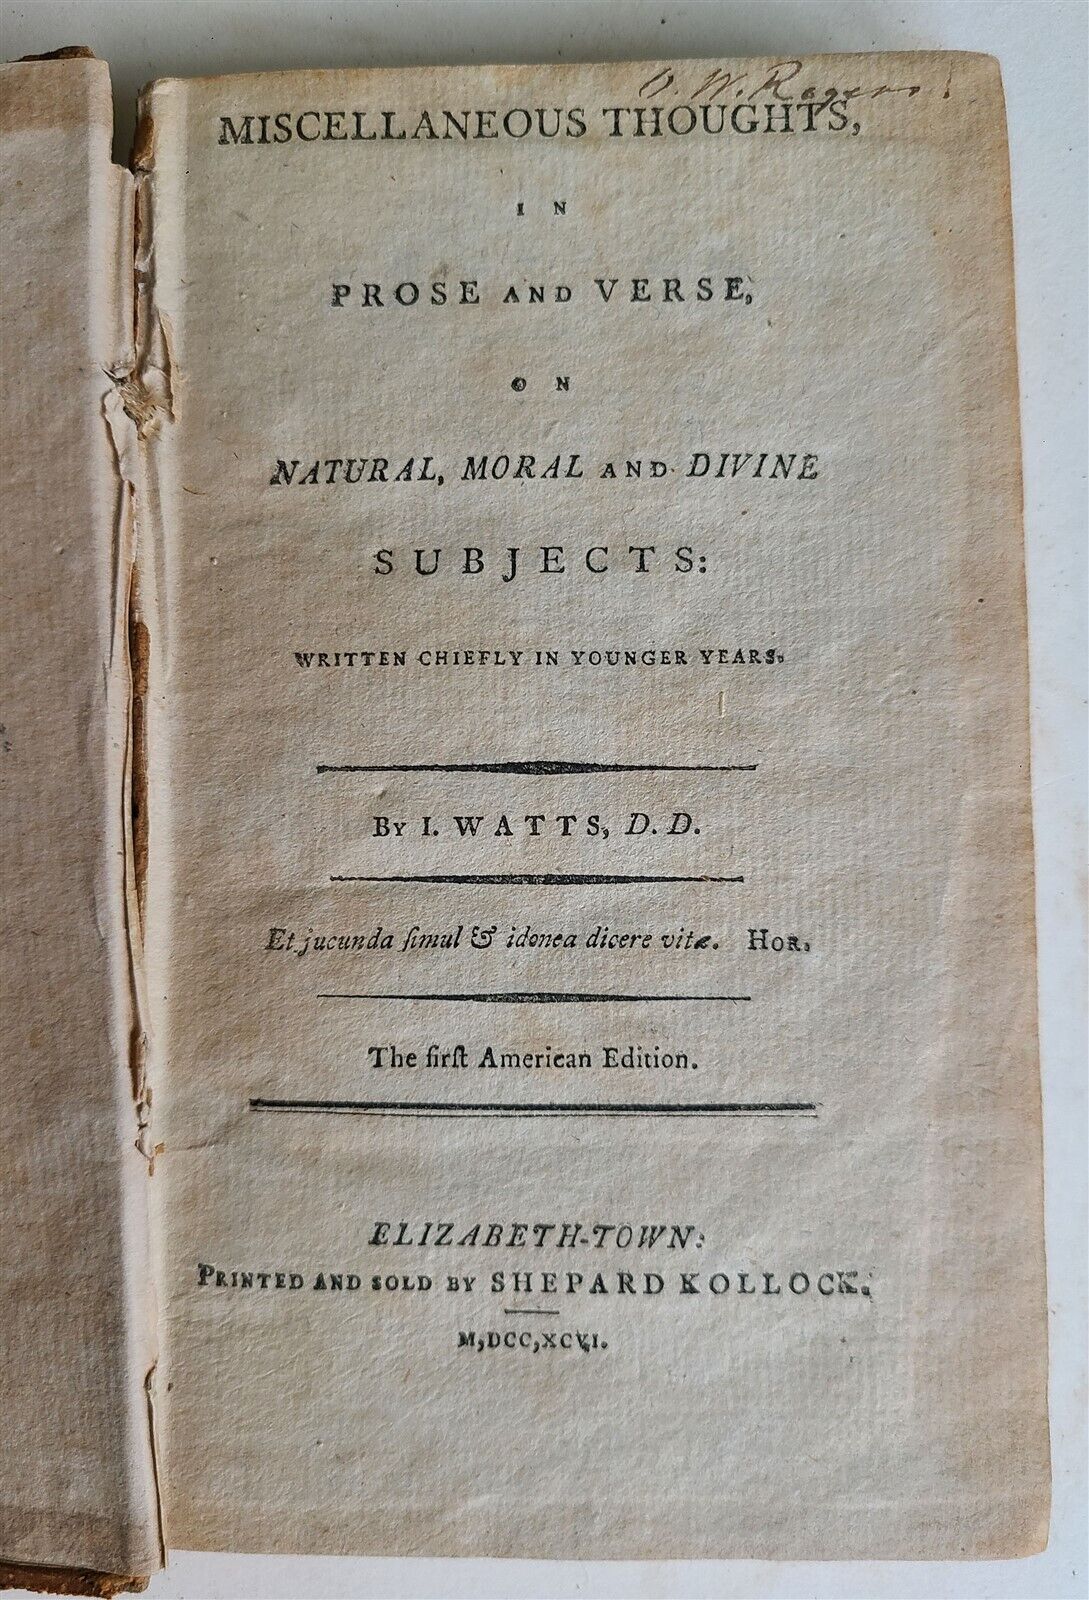 O. W. Rogers
MISCELLANEOUS THOUGHTS,
IN
PROSE AND VERSE,
ON
NATURAL, MORAL AND DIVINE
SUBJECTS:
WRITTEN CHIEFLY IN YOUNGER YEARS.
BY I. WATTS, D. D.
Et jucunda ſimul & idonea dicere vitæ. HOR.
The firſt American Edition.
ELIZABETH-TOWN:
PRINTED AND SOLD BY SHEPARD KOLLOCK.
M,DCC,XCVI.